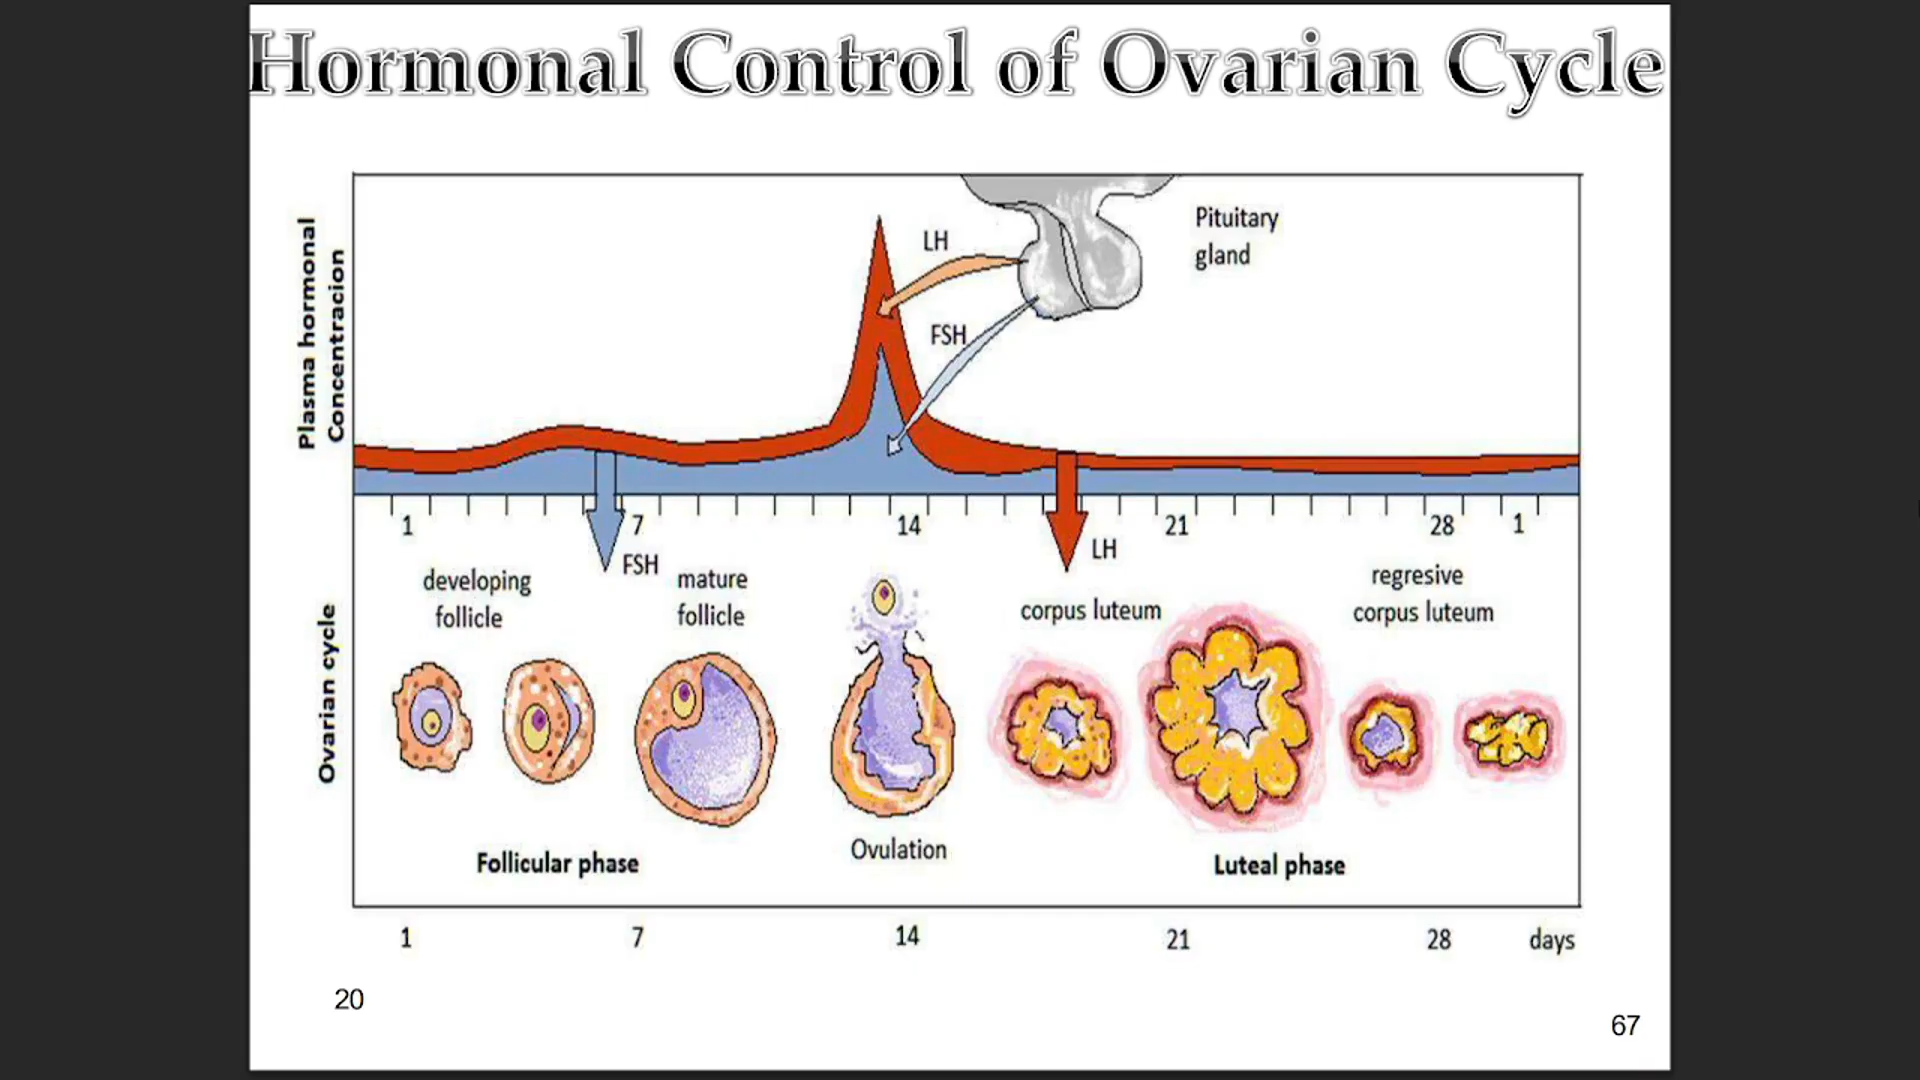 Hormonal Control of Ovarian Cycle
Plasma hormonal
Concentracion
LH
Pituitary
gland
FSH
1 7 14 21 28 1
FSH
LH
developing
follicle
mature
follicle
corpus luteum
regresive
corpus luteum
Ovarian cycle
Follicular phase
Ovulation
Luteal phase
1 7 14 21 28 days
20
67